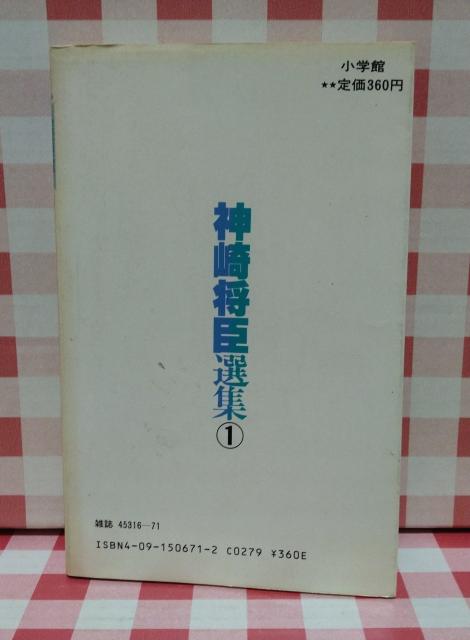 小学館
★★定価360円
神崎将臣選集①
雑誌 45316—71
ISBN4-09-150671-2 C0279 ¥360E